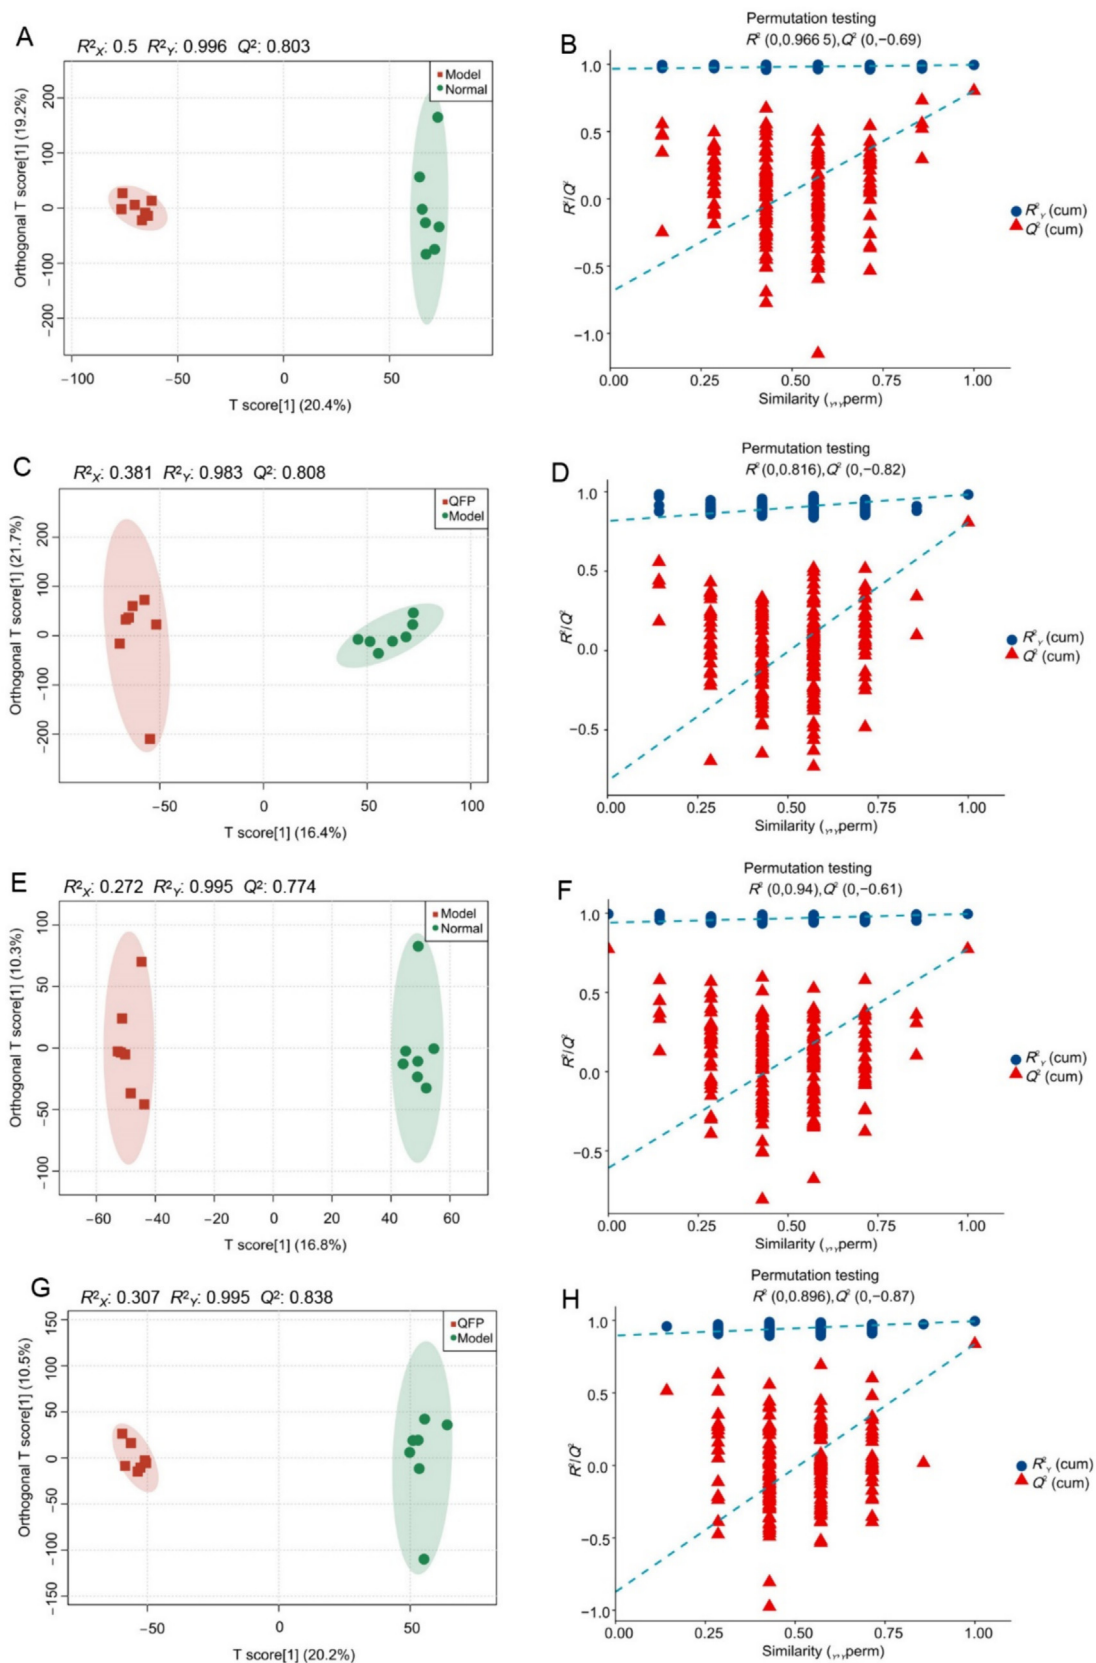 A
R²X: 0.5 R²Y: 0.996 Q²: 0.803
Model
Normal
Orthogonal T score[1] (19.2%)
200
100
0
−100
−200
−100
−50
0
50
T score[1] (20.4%)
B
Permutation testing
R² (0,0.966 5), Q² (0,−0.69)
R²/Q²
1.0
0.5
0.0
−0.5
−1.0
0.00
0.25
0.50
0.75
1.00
Similarity (Y,Yperm)
R²Y (cum)
Q² (cum)
C
R²X: 0.381 R²Y: 0.983 Q²: 0.808
QFP
Model
Orthogonal T score[1] (21.7%)
200
100
0
−100
−200
−50
0
50
100
T score[1] (16.4%)
D
Permutation testing
R² (0,0.816), Q² (0,−0.82)
R²/Q²
1.0
0.5
0.0
−0.5
0.00
0.25
0.50
0.75
1.00
Similarity (Y,Yperm)
R²Y (cum)
Q² (cum)
E
R²X: 0.272 R²Y: 0.995 Q²: 0.774
Model
Normal
Orthogonal T score[1] (10.3%)
100
50
0
−50
−100
−60
−40
−20
0
20
40
60
T score[1] (16.8%)
F
Permutation testing
R² (0,0.94), Q² (0,−0.61)
R²/Q²
1.0
0.5
0.0
−0.5
0.00
0.25
0.50
0.75
1.00
Similarity (Y,Yperm)
R²Y (cum)
Q² (cum)
G
R²X: 0.307 R²Y: 0.995 Q²: 0.838
QFP
Model
Orthogonal T score[1] (10.5%)
150
100
50
0
−50
−100
−150
−50
0
50
T score[1] (20.2%)
H
Permutation testing
R² (0,0.896), Q² (0,−0.87)
R²/Q²
1.0
0.5
0.0
−0.5
−1.0
0.00
0.25
0.50
0.75
1.00
Similarity (Y,Yperm)
R²Y (cum)
Q² (cum)